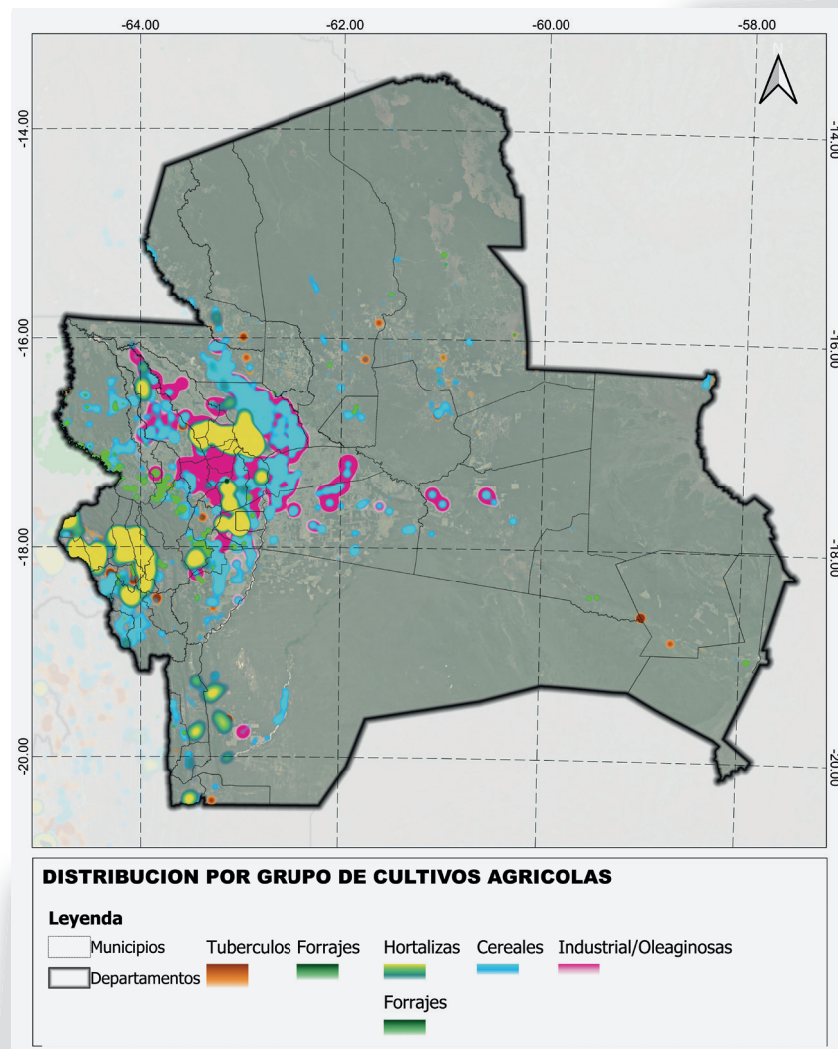 -64.00 -62.00 -60.00 -58.00
N
-14.00 -14.00
-16.00 -16.00
-18.00 -18.00
-20.00 -20.00
DISTRIBUCION POR GRUPO DE CULTIVOS AGRICOLAS
Leyenda
Municipios Tuberculos Forrajes Hortalizas Cereales Industrial/Oleaginosas
Departamentos
Forrajes